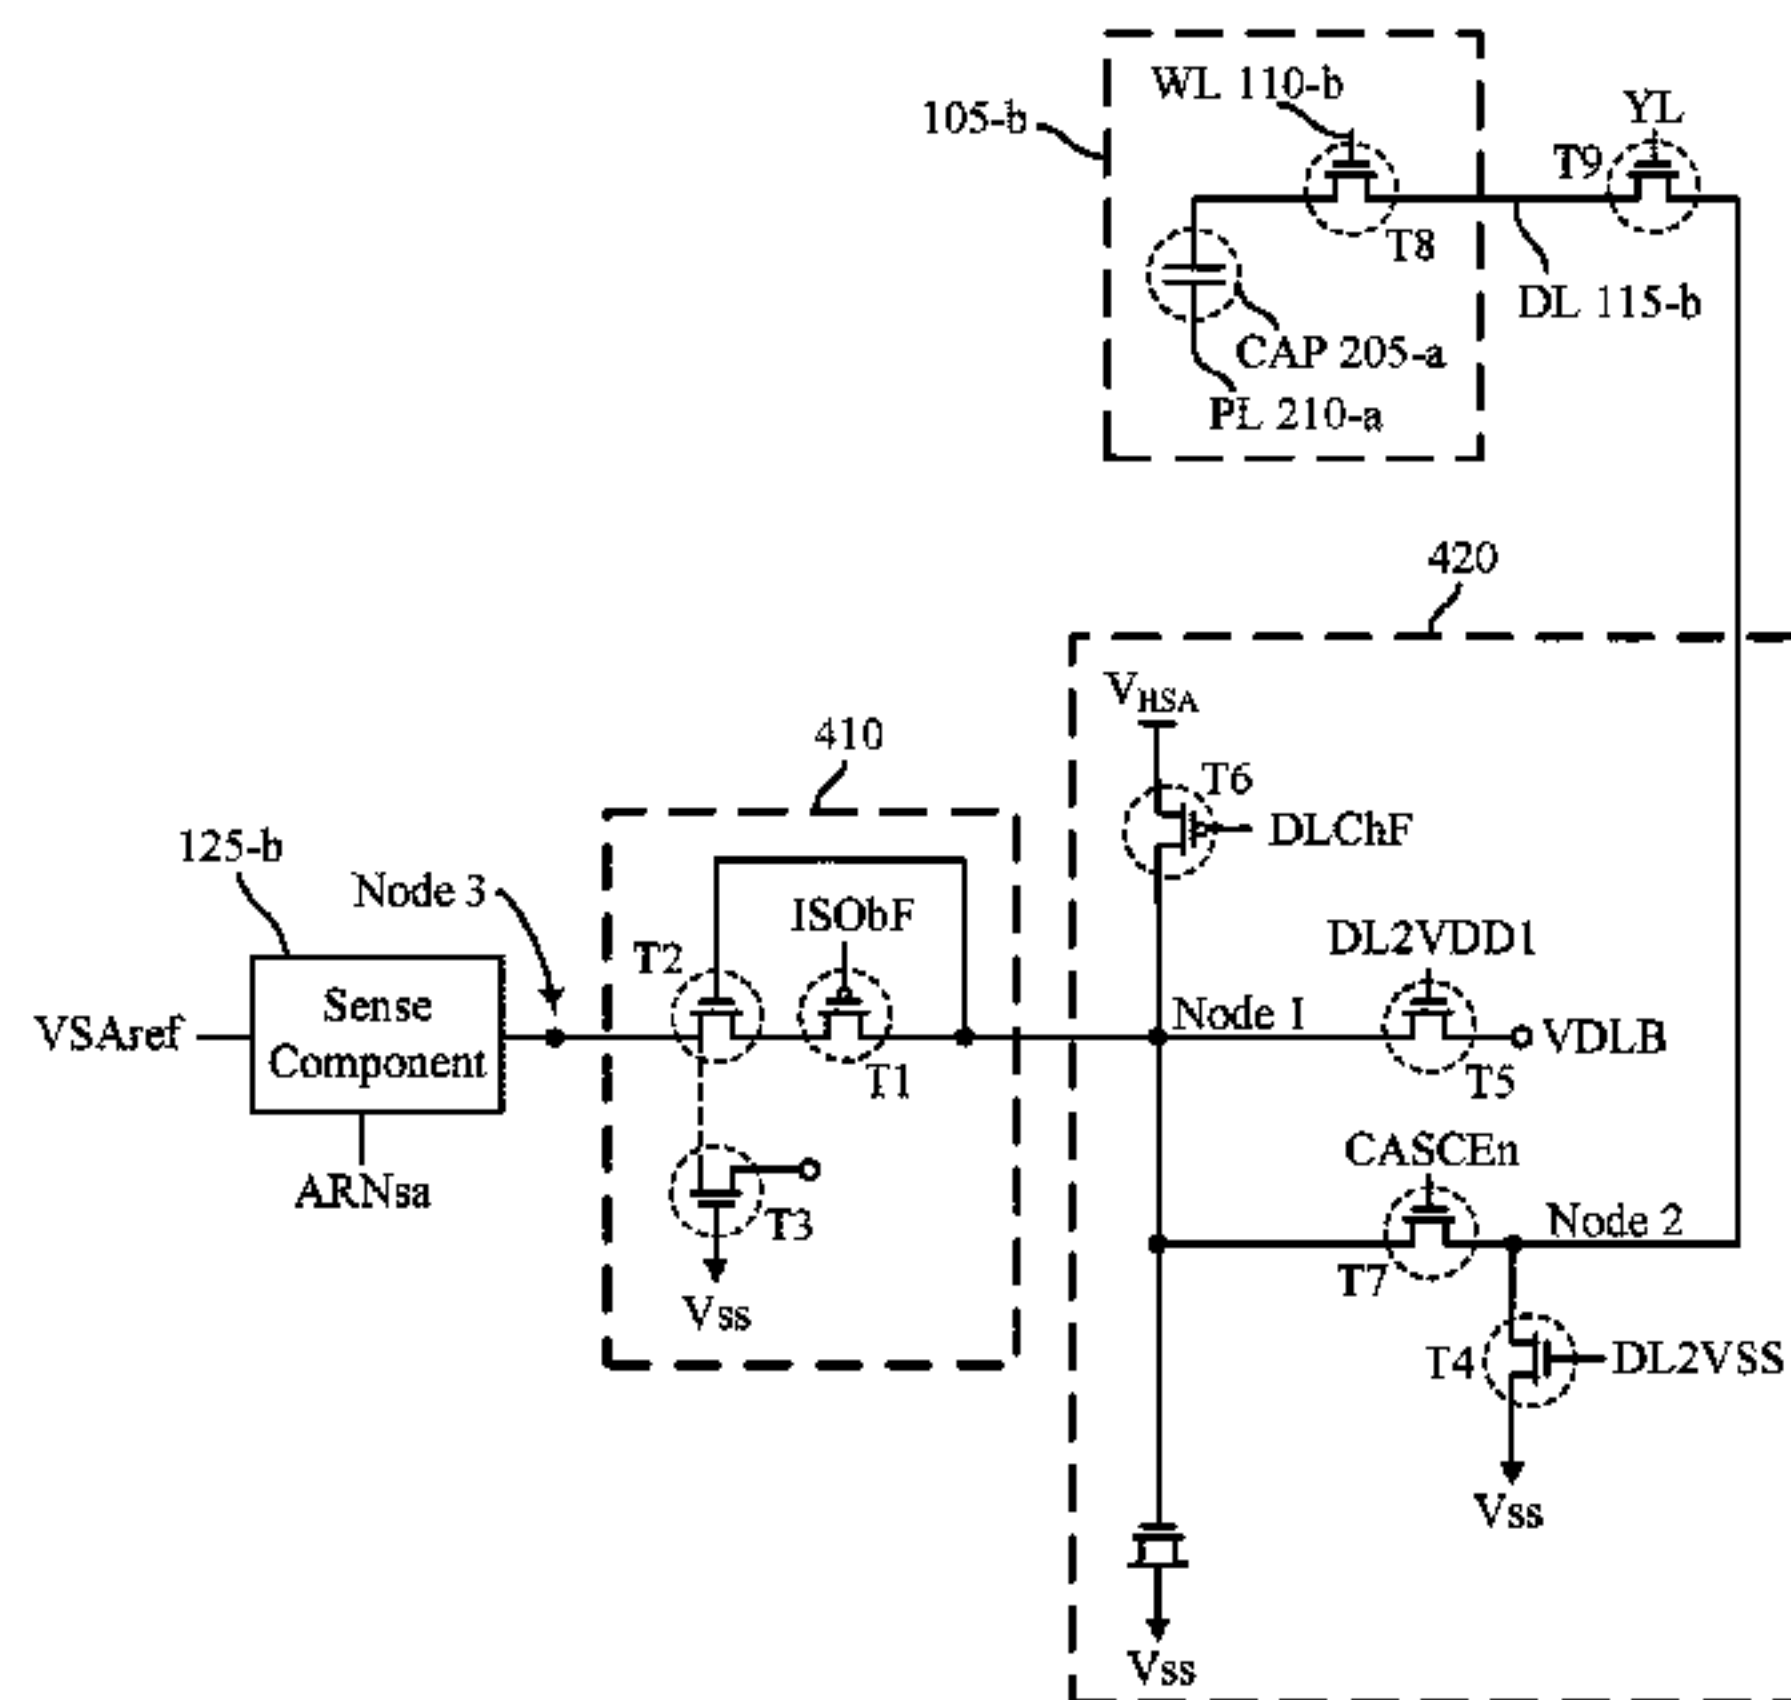 WL 110-b
YL
105-b
T9
T8
DL 115-b
CAP 205-a
PL 210-a
420
VHSA
410
T6
DLChF
125-b
Node 3
ISObF
DL2VDD1
T2
Sense
Component
VSAref
Node 1
VDLB
T1
T5
CASCEn
ARNsa
T3
Node 2
T7
Vss
T4
DL2VSS
Vss
Vss